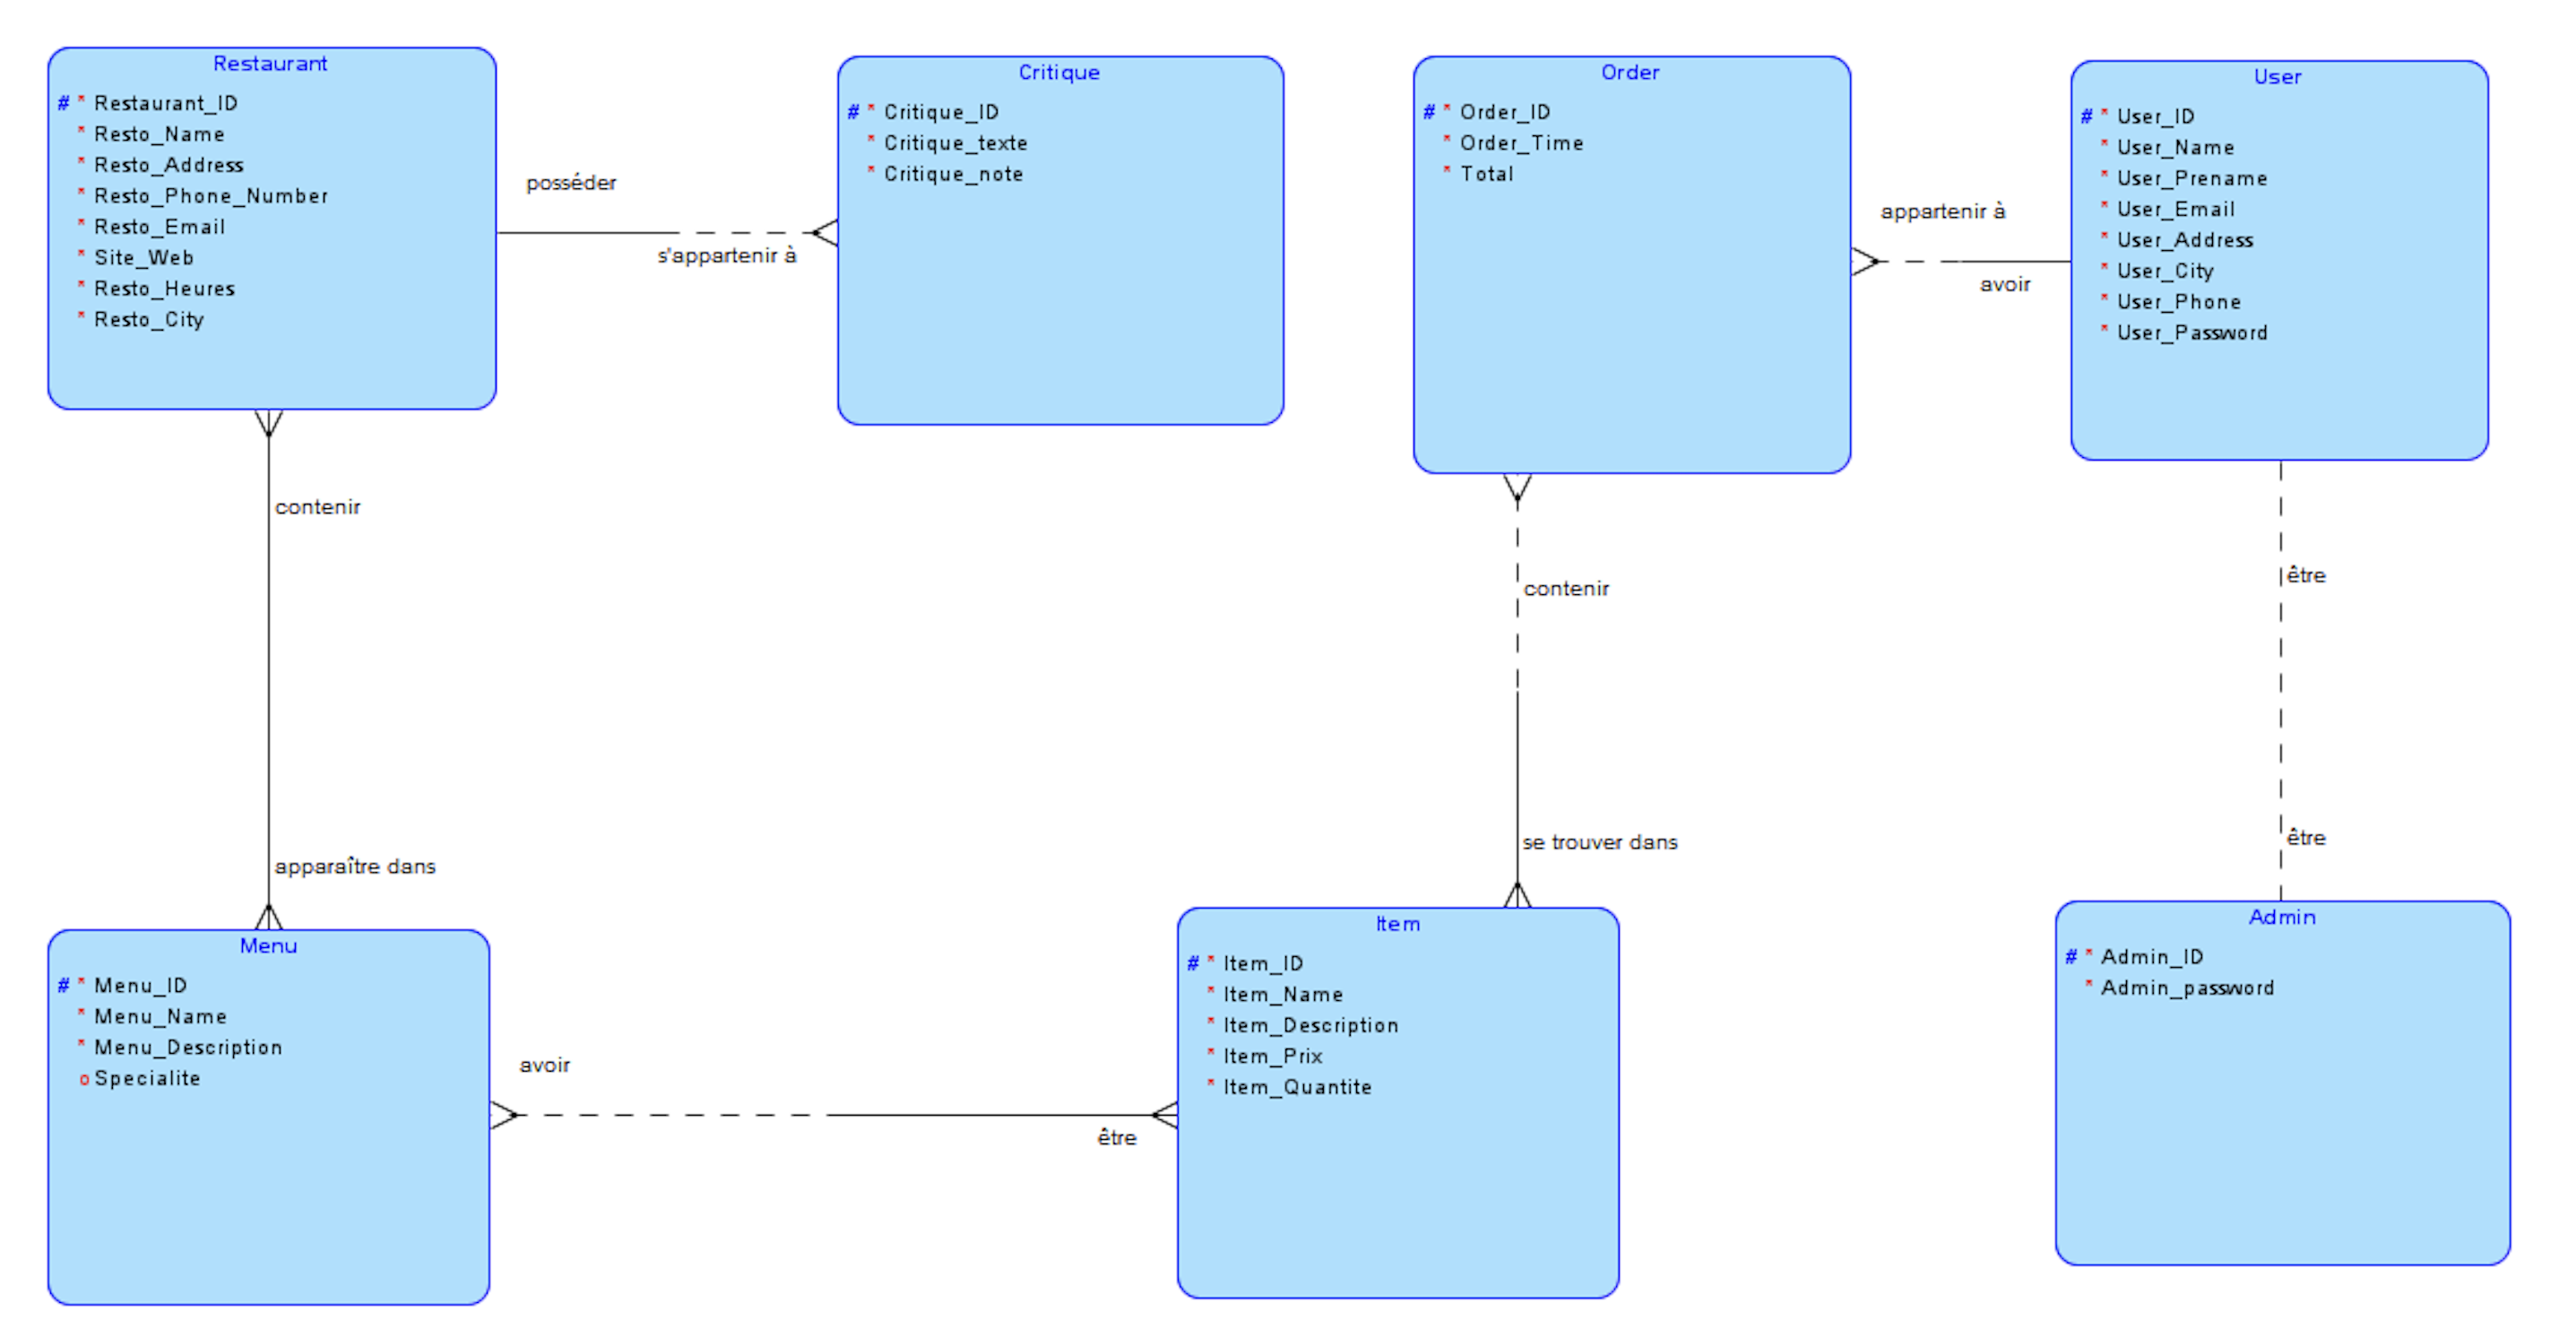 Restaurant
# * Restaurant_ID
* Resto_Name
* Resto_Address
* Resto_Phone_Number
* Resto_Email
* Site_Web
* Resto_Heures
* Resto_City
posséder
s'appartenir à
Critique
# * Critique_ID
* Critique_texte
* Critique_note
Order
# * Order_ID
* Order_Time
* Total
appartenir à
avoir
User
# * User_ID
* User_Name
* User_Prename
* User_Email
* User_Address
* User_City
* User_Phone
* User_Password
contenir
apparaître dans
contenir
se trouver dans
être
être
Menu
# * Menu_ID
* Menu_Name
* Menu_Description
o Specialite
avoir
être
Item
# * Item_ID
* Item_Name
* Item_Description
* Item_Prix
* Item_Quantite
Admin
# * Admin_ID
* Admin_password